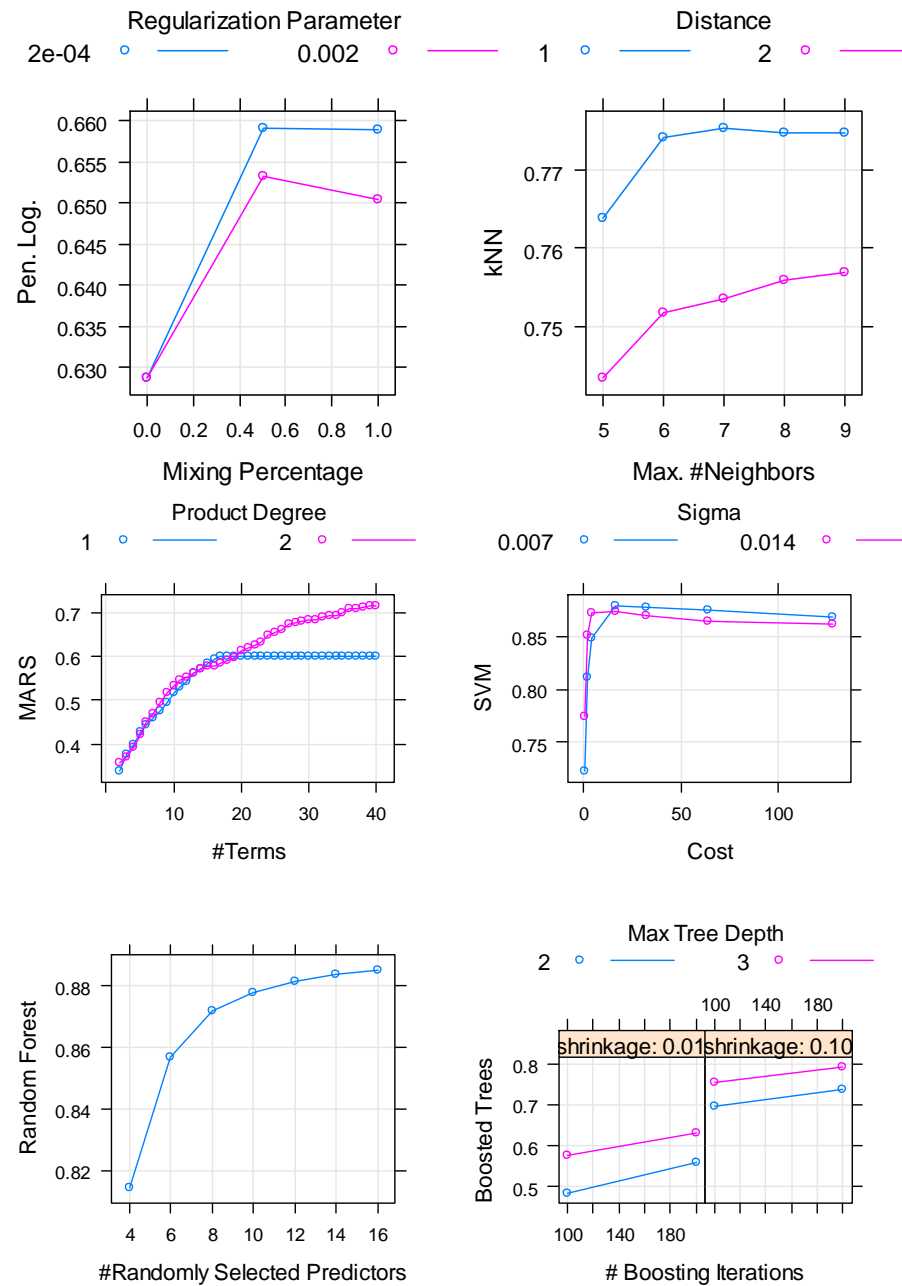 Regularization Parameter
2e-04 0.002
0.660
0.655
0.650
0.645
0.640
0.635
0.630
Pen. Log.
0.0 0.2 0.4 0.6 0.8 1.0
Mixing Percentage
Distance
1 2
0.77
0.76
0.75
kNN
5 6 7 8 9
Max. #Neighbors
Product Degree
1 2
0.7
0.6
0.5
0.4
MARS
10 20 30 40
#Terms
Sigma
0.007 0.014
0.85
0.80
0.75
SVM
0 50 100
Cost
0.88
0.86
0.84
0.82
Random Forest
4 6 8 10 12 14 16
#Randomly Selected Predictors
Max Tree Depth
2 3
100 140 180
shrinkage: 0.01 shrinkage: 0.10
0.8
0.7
0.6
0.5
Boosted Trees
100 140 180
# Boosting Iterations